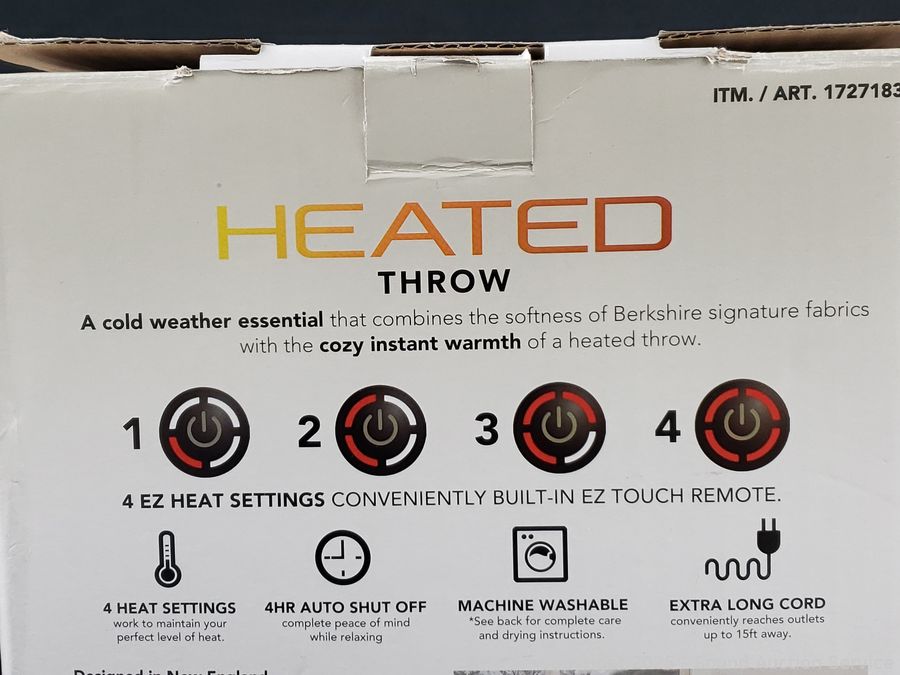 ITM. / ART. 1727183
HEATED
THROW
A cold weather essential that combines the softness of Berkshire signature fabrics
with the cozy instant warmth of a heated throw.
1 2 3 4
4 EZ HEAT SETTINGS CONVENIENTLY BUILT-IN EZ TOUCH REMOTE.
4 HEAT SETTINGS
work to maintain your
perfect level of heat.
4HR AUTO SHUT OFF
complete peace of mind
while relaxing
MACHINE WASHABLE
*See back for complete care
and drying instructions.
EXTRA LONG CORD
conveniently reaches outlets
up to 15ft away.
Designed in New England